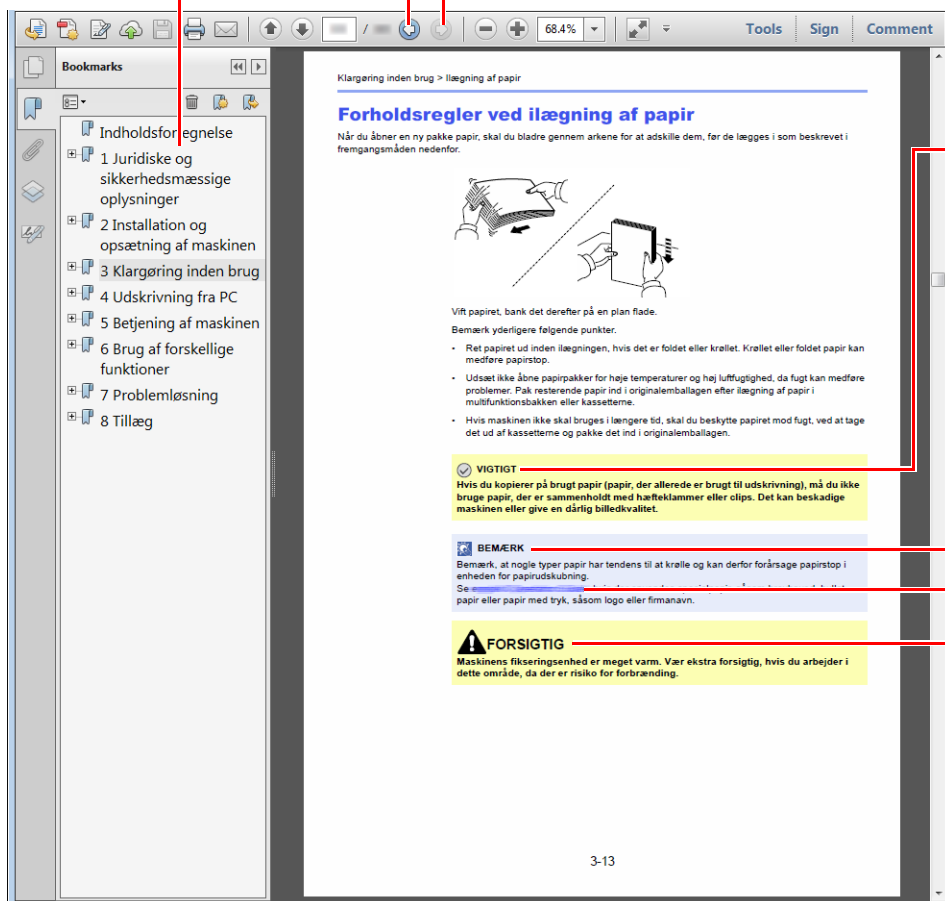 /
68.4%
Tools
Sign
Comment
Bookmarks
Indholdsfortegnelse
1 Juridiske og
sikkerhedsmæssige
oplysninger
2 Installation og
opsætning af maskinen
3 Klargøring inden brug
4 Udskrivning fra PC
5 Betjening af maskinen
6 Brug af forskellige
funktioner
7 Problemløsning
8 Tillæg
Klargøring inden brug > Ilægning af papir
Forholdsregler ved ilægning af papir
Når du åbner en ny pakke papir, skal du bladre gennem arkene for at adskille dem, før de lægges i som beskrevet i
fremgangsmåden nedenfor.
Vift papiret, bank det derefter på en plan flade.
Bemærk yderligere følgende punkter.
• Ret papiret ud inden ilægningen, hvis det er foldet eller krøllet. Krøllet eller foldet papir kan
medføre papirstop.
• Udsæt ikke åbne papirpakker for høje temperaturer og høj luftfugtighed, da fugt kan medføre
problemer. Pak resterende papir ind i originalemballagen efter ilægning af papir i
multifunktionsbakken eller kassetterne.
• Hvis maskinen ikke skal bruges i længere tid, skal du beskytte papiret mod fugt, ved at tage
det ud af kassetterne og pakke det ind i originalemballagen.
VIGTIGT
Hvis du kopierer på brugt papir (papir, der allerede er brugt til udskrivning), må du ikke
bruge papir, der er sammenholdt med hæfteklammer eller clips. Det kan beskadige
maskinen eller give en dårlig billedkvalitet.
BEMÆRK
Bemærk, at nogle typer papir har tendens til at krølle og kan derfor forårsage papirstop i
enheden for papirudskubning.
Se
papir eller papir med tryk, såsom logo eller firmanavn.
FORSIGTIG
Maskinens fikseringsenhed er meget varm. Vær ekstra forsigtig, hvis du arbejder i
dette område, da der er risiko for forbrænding.
3-13